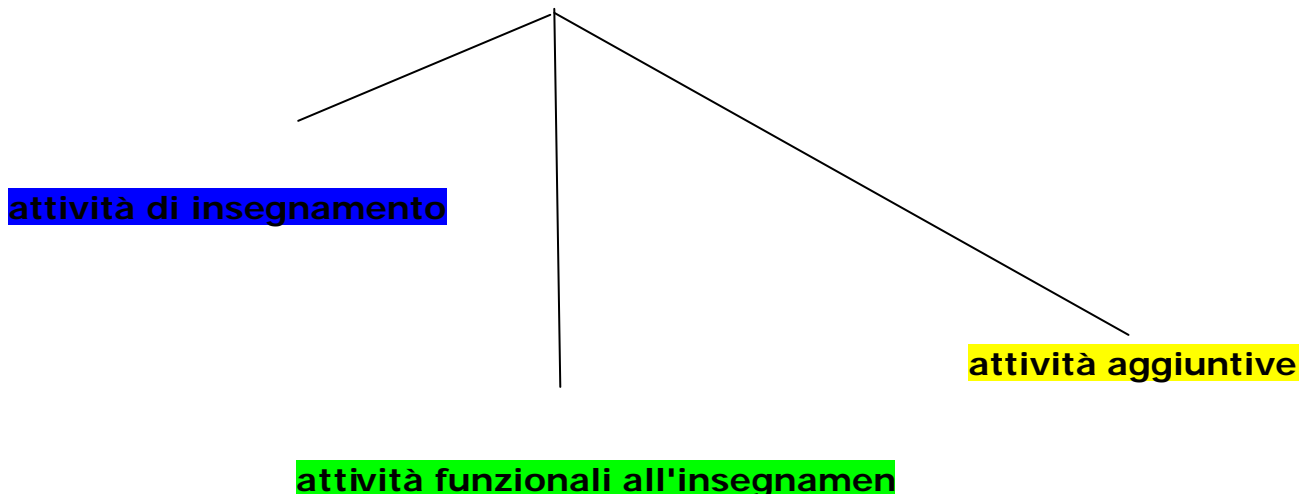 attività di insegnamento
attività aggiuntive
attività funzionali all'insegnamen